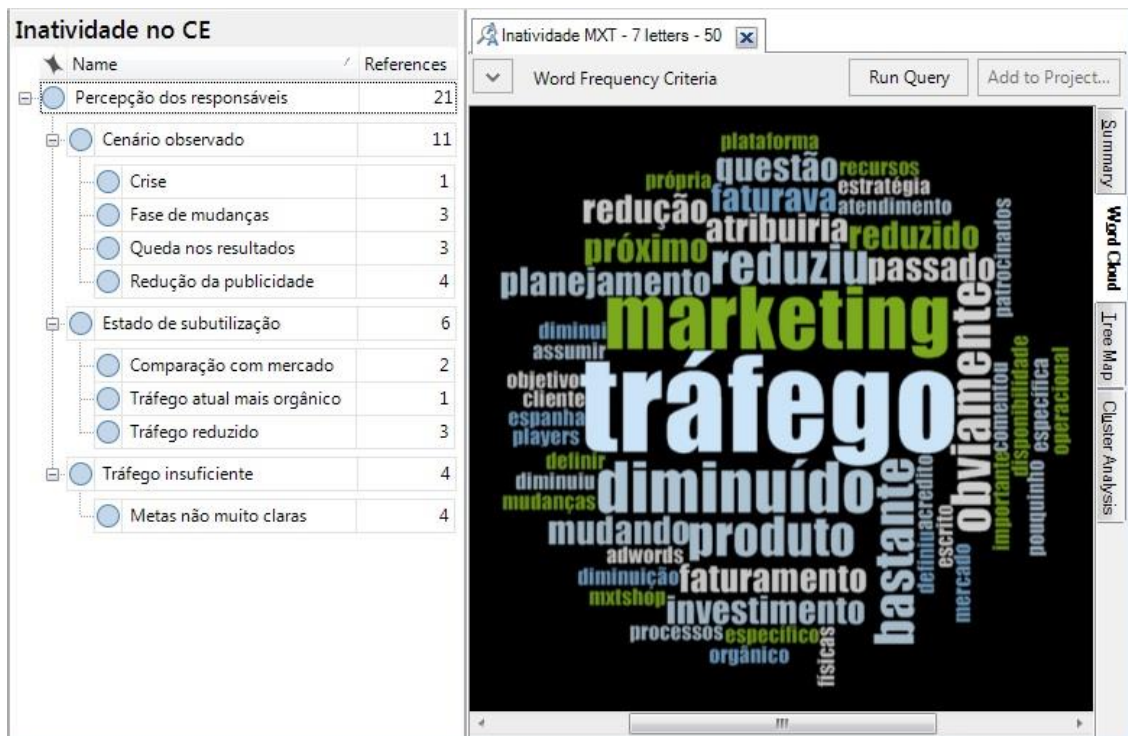 Inatividade no CE
Name References
Percepção dos responsáveis 21
Cenário observado 11
Crise 1
Fase de mudanças 3
Queda nos resultados 3
Redução da publicidade 4
Estado de subutilização 6
Comparação com mercado 2
Tráfego atual mais orgânico 1
Tráfego reduzido 3
Tráfego insuficiente 4
Metas não muito claras 4
Inatividade MXT - 7 letters - 50
Word Frequency Criteria
Run Query
Add to Project...
plataforma
questão recursos
própria
estratégia
redução faturava atendimento
atribuiria reduzido
próximo
planejamento reduziu passado
patrocinados
marketing
obviamente
diminui
assumir
objetivo
cliente
espanha
players
tráfego
comentou
disponibilidade
específica
operacional
definir
diminuiu
mudanças
diminuído
bastante
acredito
importante
pouquinho
mudando produto
definiu
escrito
mercado
adwords
diminuição faturamento
mxtshop
investimento
processos específico
físicas
orgânico
Summary
Word Cloud
Tree Map
Cluster Analysis